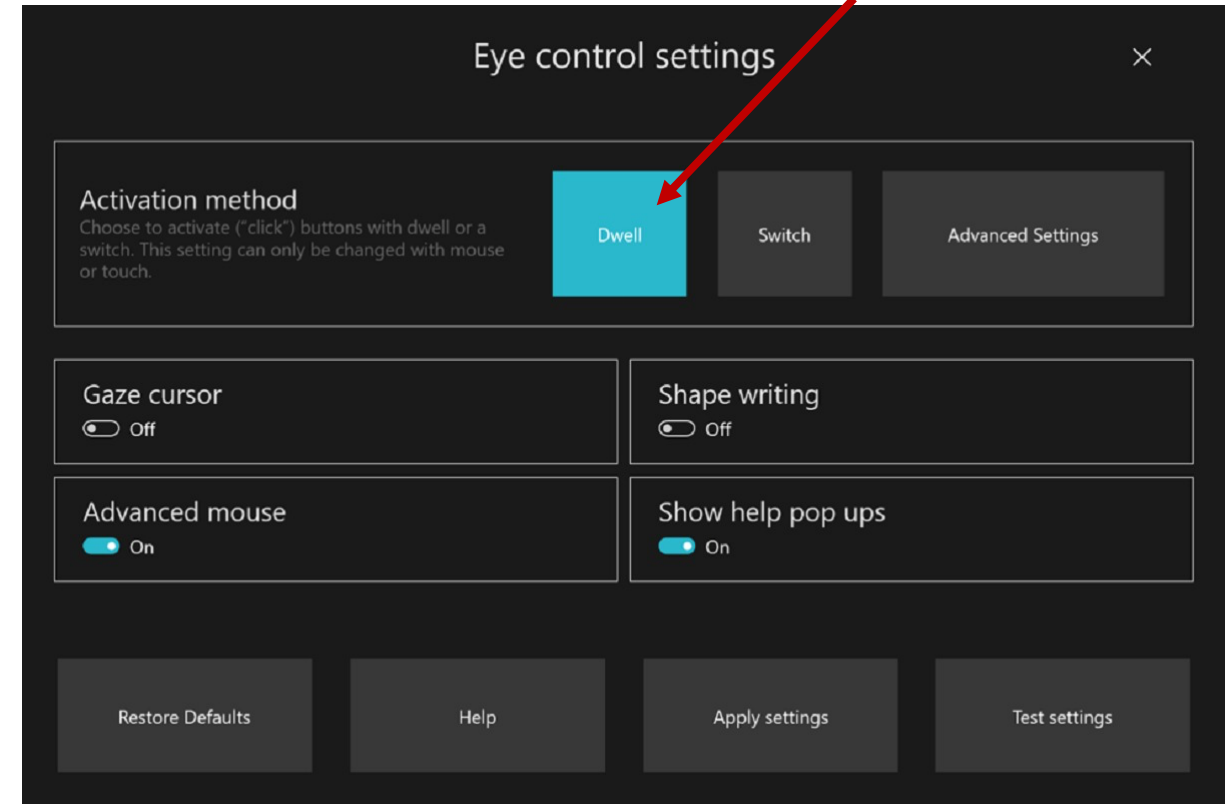 Eye control settings
Activation method
Choose to activate ("click") buttons with dwell or a
switch. This setting can only be changed with mouse
or touch.
Dwell
Switch
Advanced Settings
Gaze cursor
Off
Shape writing
Off
Advanced mouse
On
Show help pop ups
On
Restore Defaults
Help
Apply settings
Test settings